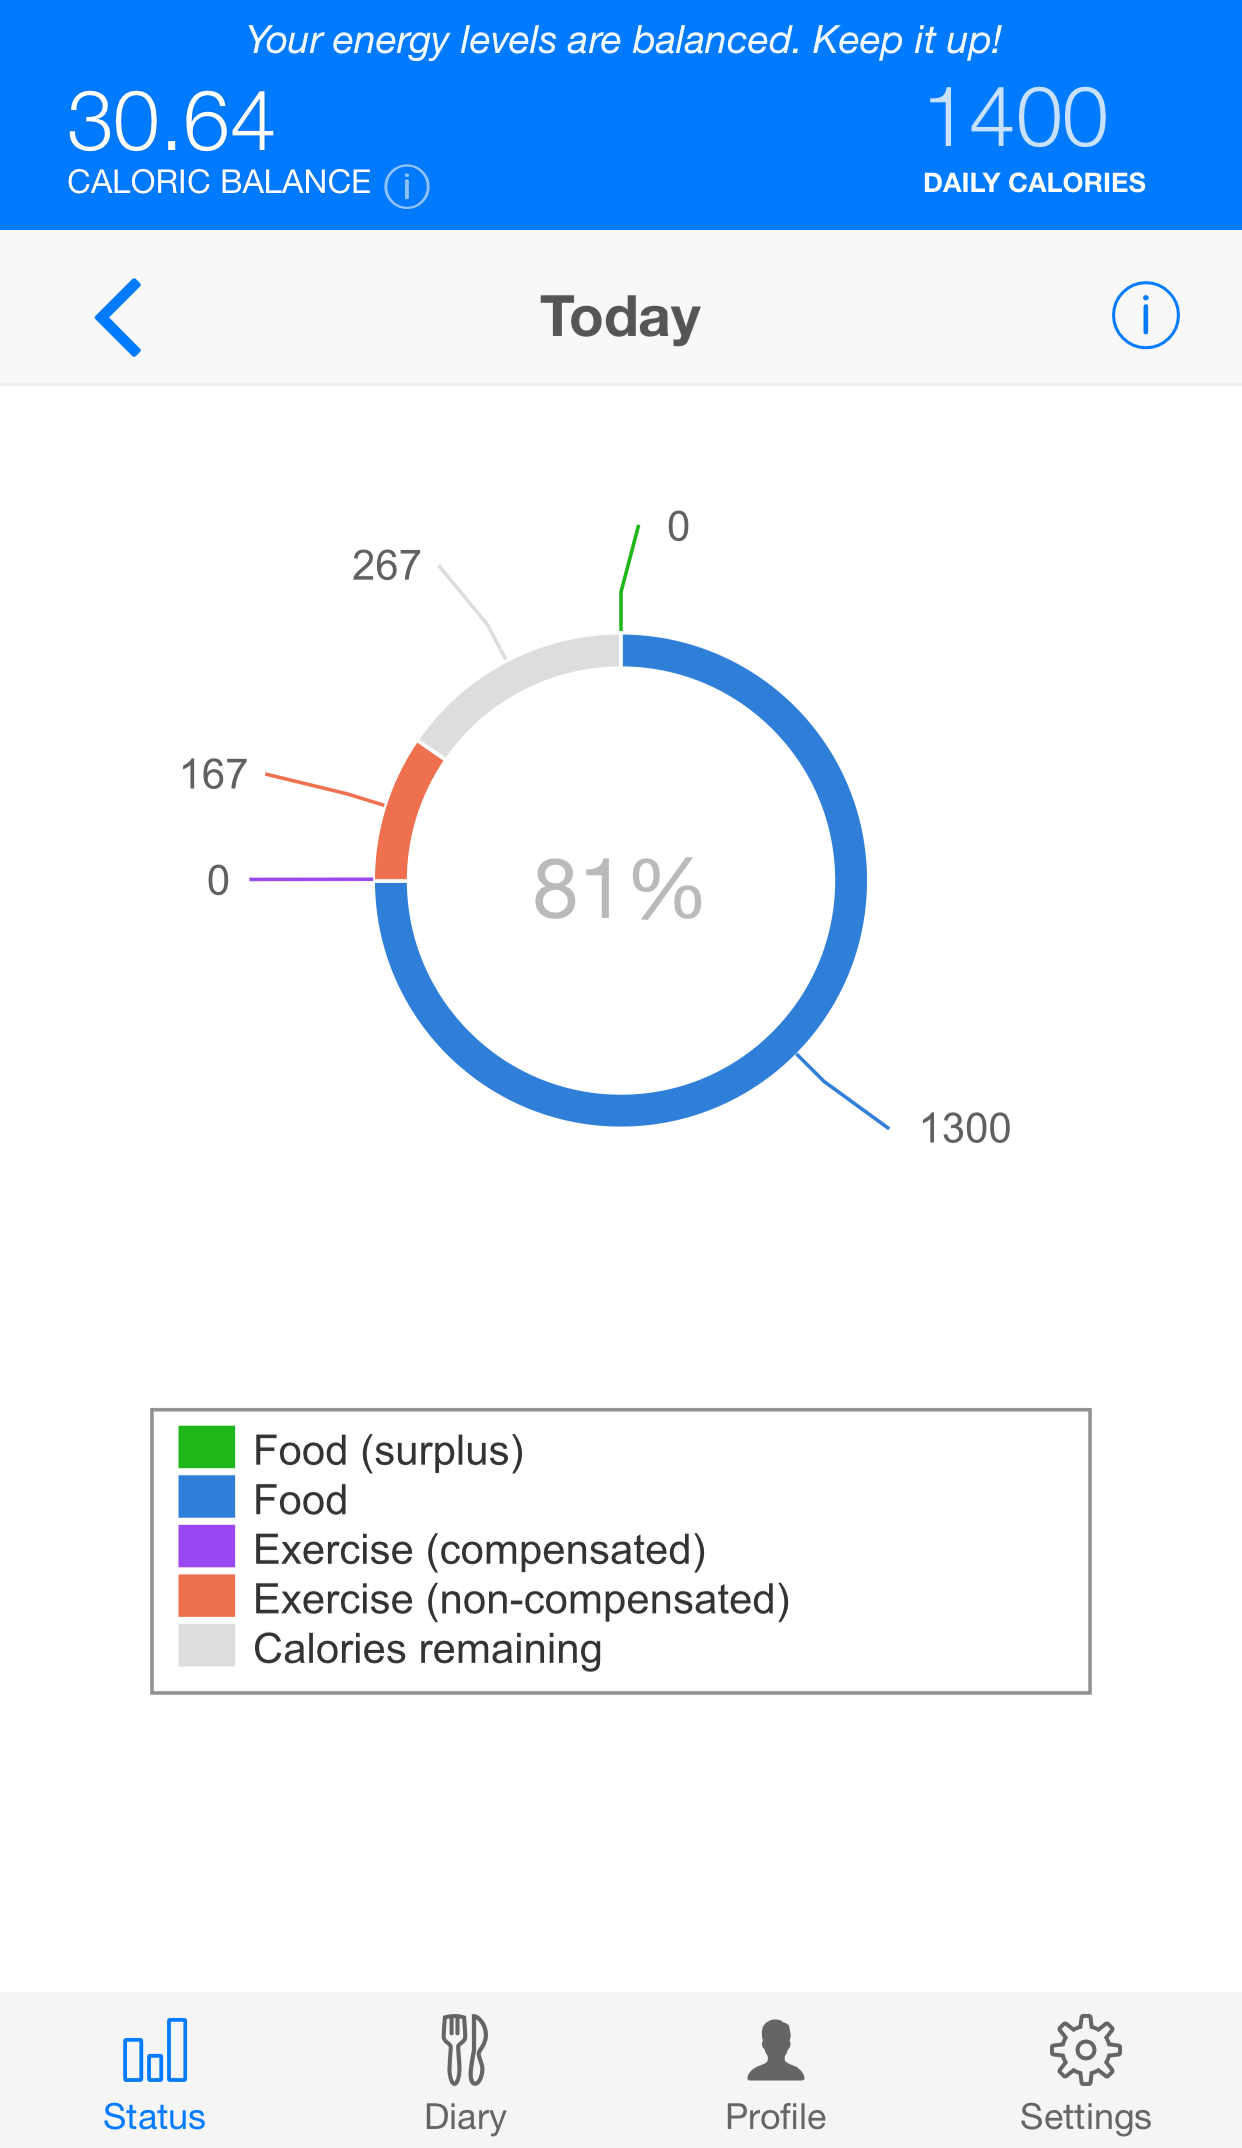 Your energy levels are balanced. Keep it up!
30.64
1400
CALORIC BALANCE i
DAILY CALORIES
Today
i
0
267
167
0
81%
1300
Food (surplus)
Food
Exercise (compensated)
Exercise (non-compensated)
Calories remaining
Status
Diary
Profile
Settings